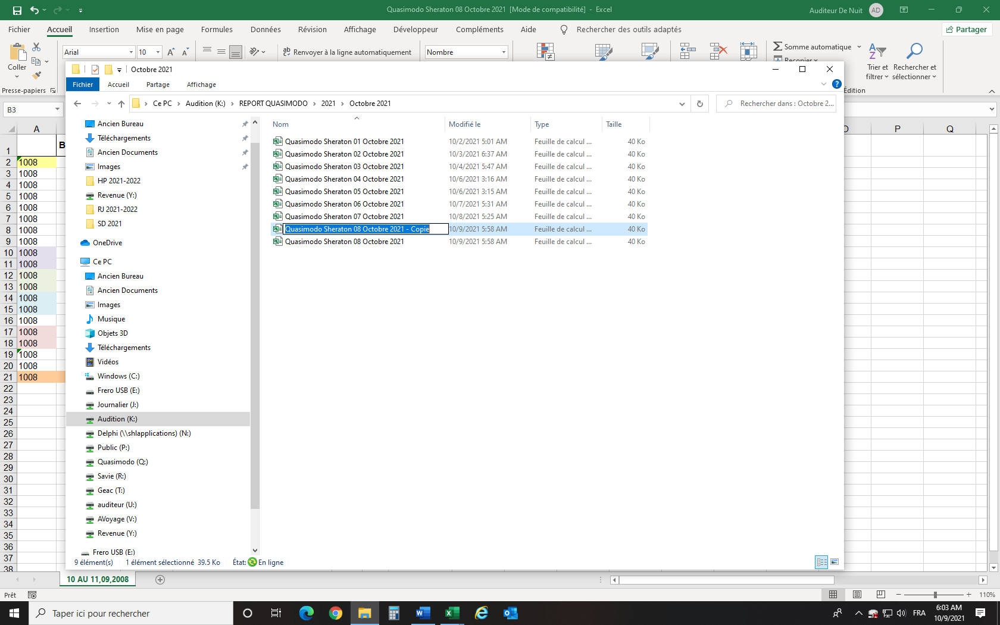 Quasimodo Sheraton 08 Octobre 2021  [Mode de compatibilité]  -  Excel
Auditeur De Nuit
AD
Fichier
Accueil
Insertion
Mise en page
Formules
Données
Révision
Affichage
Développeur
Compléments
Aide
Rechercher des outils adaptés
Partager
Coller
Presse-papiers
Arial
10
Renvoyer à la ligne automatiquement
Nombre
Somme automatique
Trier et filtrer
Rechercher et sélectionner
Édition
B3
Octobre 2021
Fichier
Accueil
Partage
Affichage
Ce PC
Audition (K:)
REPORT QUASIMODO
2021
Octobre 2021
Rechercher dans : Octobre 2...
Ancien Bureau
Téléchargements
Ancien Documents
Images
HP 2021-2022
Revenue (Y:)
RJ 2021-2022
SD 2021
OneDrive
Ce PC
Ancien Bureau
Ancien Documents
Images
Musique
Objets 3D
Téléchargements
Vidéos
Windows (C:)
Frero USB (E:)
Journalier (J:)
Audition (K:)
Delphi (\\shlapplications) (N:)
Public (P:)
Quasimodo (Q:)
Savie (R:)
Geac (T:)
auditeur (U:)
AVoyage (V:)
Revenue (Y:)
Frero USB (E:)
Nom Modifié le Type Taille
Quasimodo Sheraton 01 Octobre 2021 10/2/2021 5:01 AM Feuille de calcul ... 40 Ko
Quasimodo Sheraton 02 Octobre 2021 10/3/2021 6:37 AM Feuille de calcul ... 40 Ko
Quasimodo Sheraton 03 Octobre 2021 10/4/2021 5:47 AM Feuille de calcul ... 40 Ko
Quasimodo Sheraton 04 Octobre 2021 10/6/2021 3:16 AM Feuille de calcul ... 40 Ko
Quasimodo Sheraton 05 Octobre 2021 10/6/2021 3:15 AM Feuille de calcul ... 40 Ko
Quasimodo Sheraton 06 Octobre 2021 10/7/2021 5:31 AM Feuille de calcul ... 40 Ko
Quasimodo Sheraton 07 Octobre 2021 10/8/2021 5:25 AM Feuille de calcul ... 40 Ko
Quasimodo Sheraton 08 Octobre 2021 - Copie 10/9/2021 5:58 AM Feuille de calcul ... 40 Ko
Quasimodo Sheraton 08 Octobre 2021 10/9/2021 5:58 AM Feuille de calcul ... 40 Ko
9 élément(s)
1 élément sélectionné  39.5 Ko
État: En ligne
A
P
Q
1 B
2 1008
3 1008
4 1008
5 1008
6 1008
7 1008
8 1008
9 1008
10 1008
11 1008
12 1008
13 1008
14 1008
15 1008
16 1008
17 1008
18 1008
19 1008
20 1008
21 1008
22
23
24
25
26
27
28
29
30
31
32
33
34
35
36
37
38
10 AU 11,09,2008
Prêt
110%
Taper ici pour rechercher
FRA
6:03 AM
10/9/2021